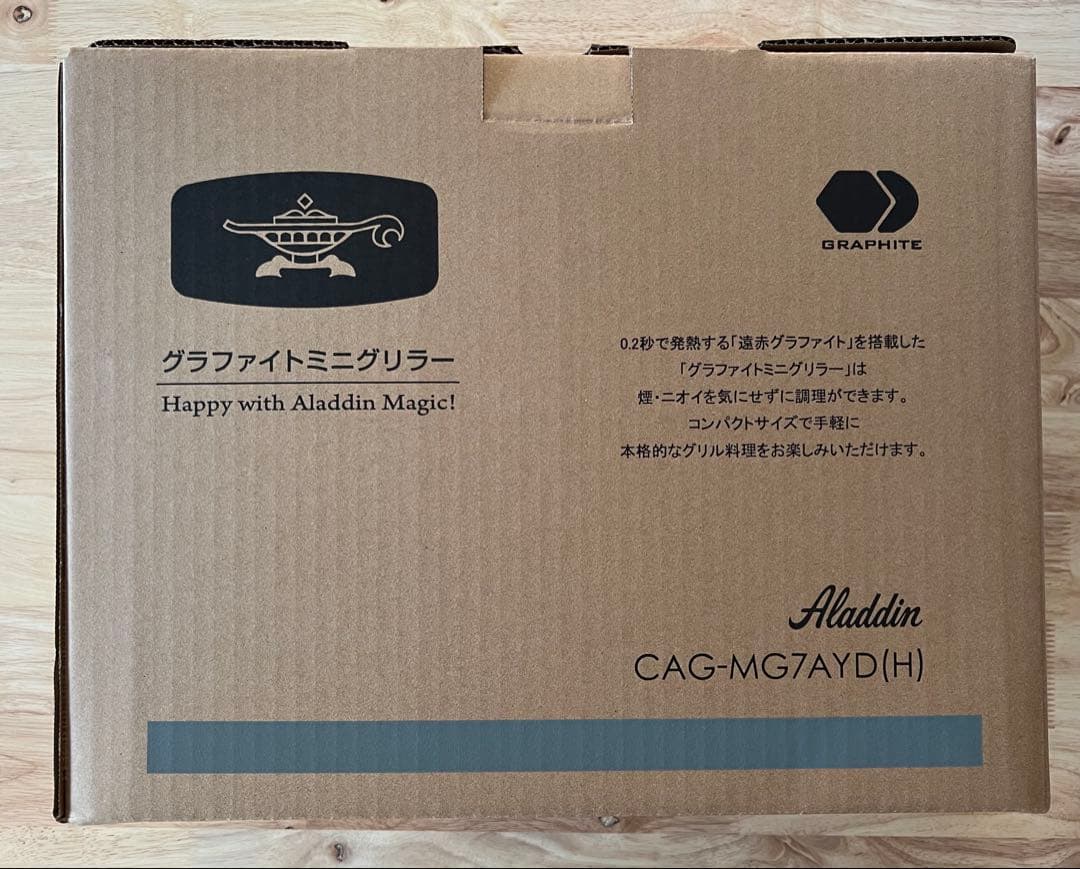 GRAPHITE
グラファイトミニグリラー
Happy with Aladdin Magic!
0.2秒で発熱する「遠赤グラファイト」を搭載した
「グラファイトミニグリラー」は
煙・ニオイを気にせずに調理ができます。
コンパクトサイズで手軽に
本格的なグリル料理をお楽しみいただけます。
Aladdin
CAG-MG7AYD(H)